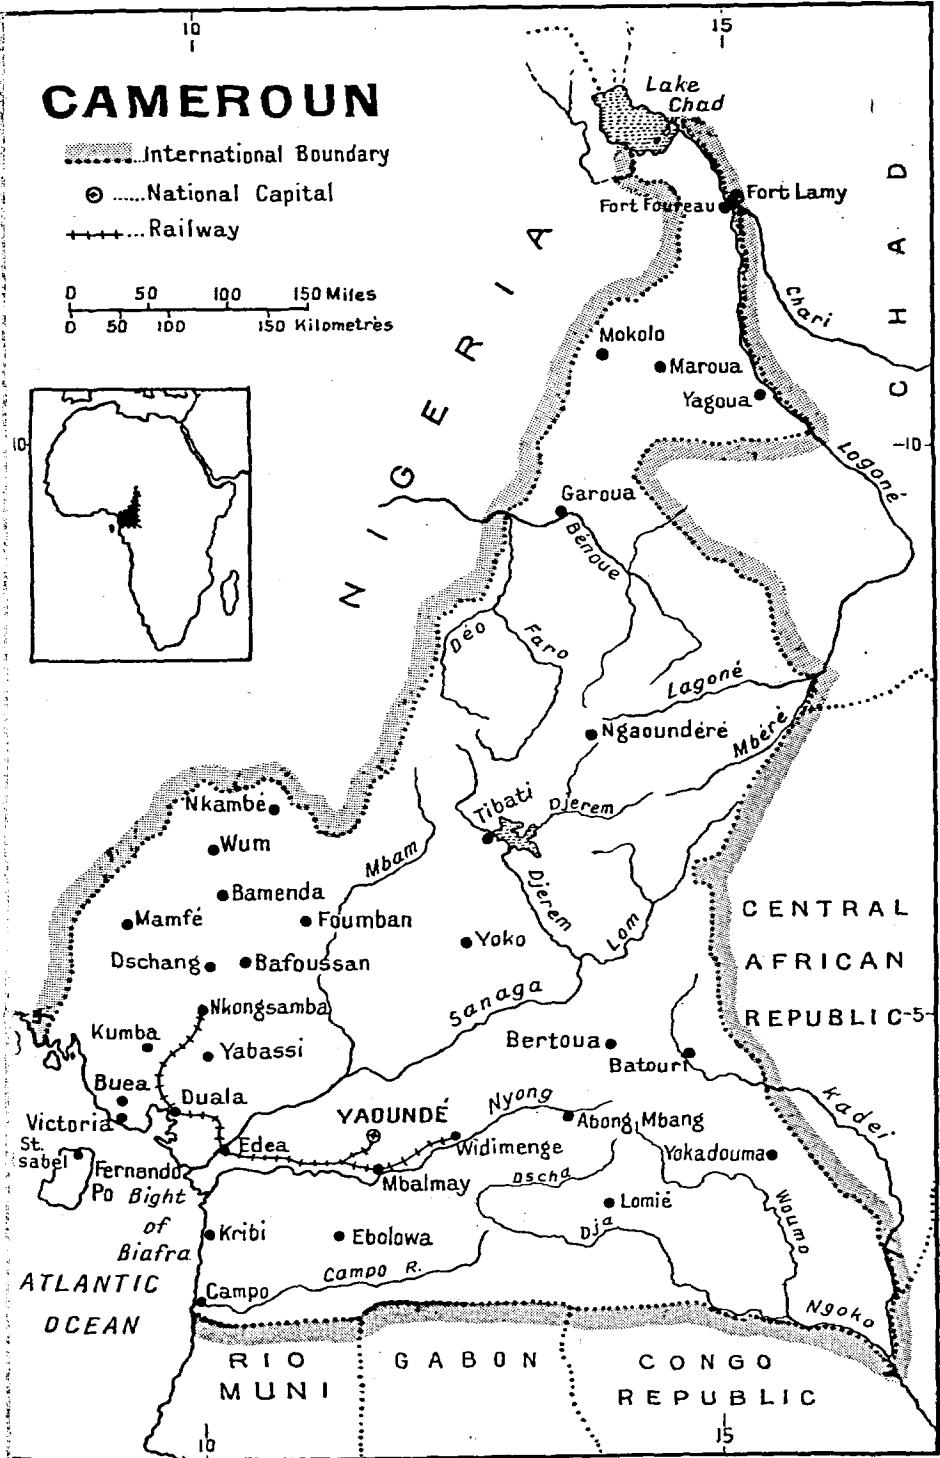 10
15
CAMEROUN
International Boundary
National Capital
Railway
0 50 100 150 Miles
0 50 100 150 Kilometres
Lake
Chad
Fort Lamy
Fort Foureau
CHAD
NIGERIA
Chari
Mokolo
Maroua
Yagoua
10
10
Logoné
Garoua
Bénoue
Déo
Faro
Lagoné
Ngaoundéré
Mbéré
Nkambé
Tibati
Djerem
Wum
Mbam
Djerem
Bamenda
Mamfé
Foumban
Lom
CENTRAL
AFRICAN
REPUBLIC
5
Yoko
Dschang
Bafoussan
Sanaga
Nkongsamba
Kumba
Yabassi
Bertoua
Batouri
Buea
Duala
Kadei
Victoria
YAOUNDÉ
Nyong
Abong Mbang
St.
sabel
Edea
Widimenge
Yokadouma
Fernando
Po
Mbalmay
Dscha
Bight
of
Biafra
Lomié
Woumo
Dja
Kribi
Ebolowa
ATLANTIC
OCEAN
Campo R.
Campo
Ngoko
RIO
MUNI
GABON
CONGO
REPUBLIC
10
15